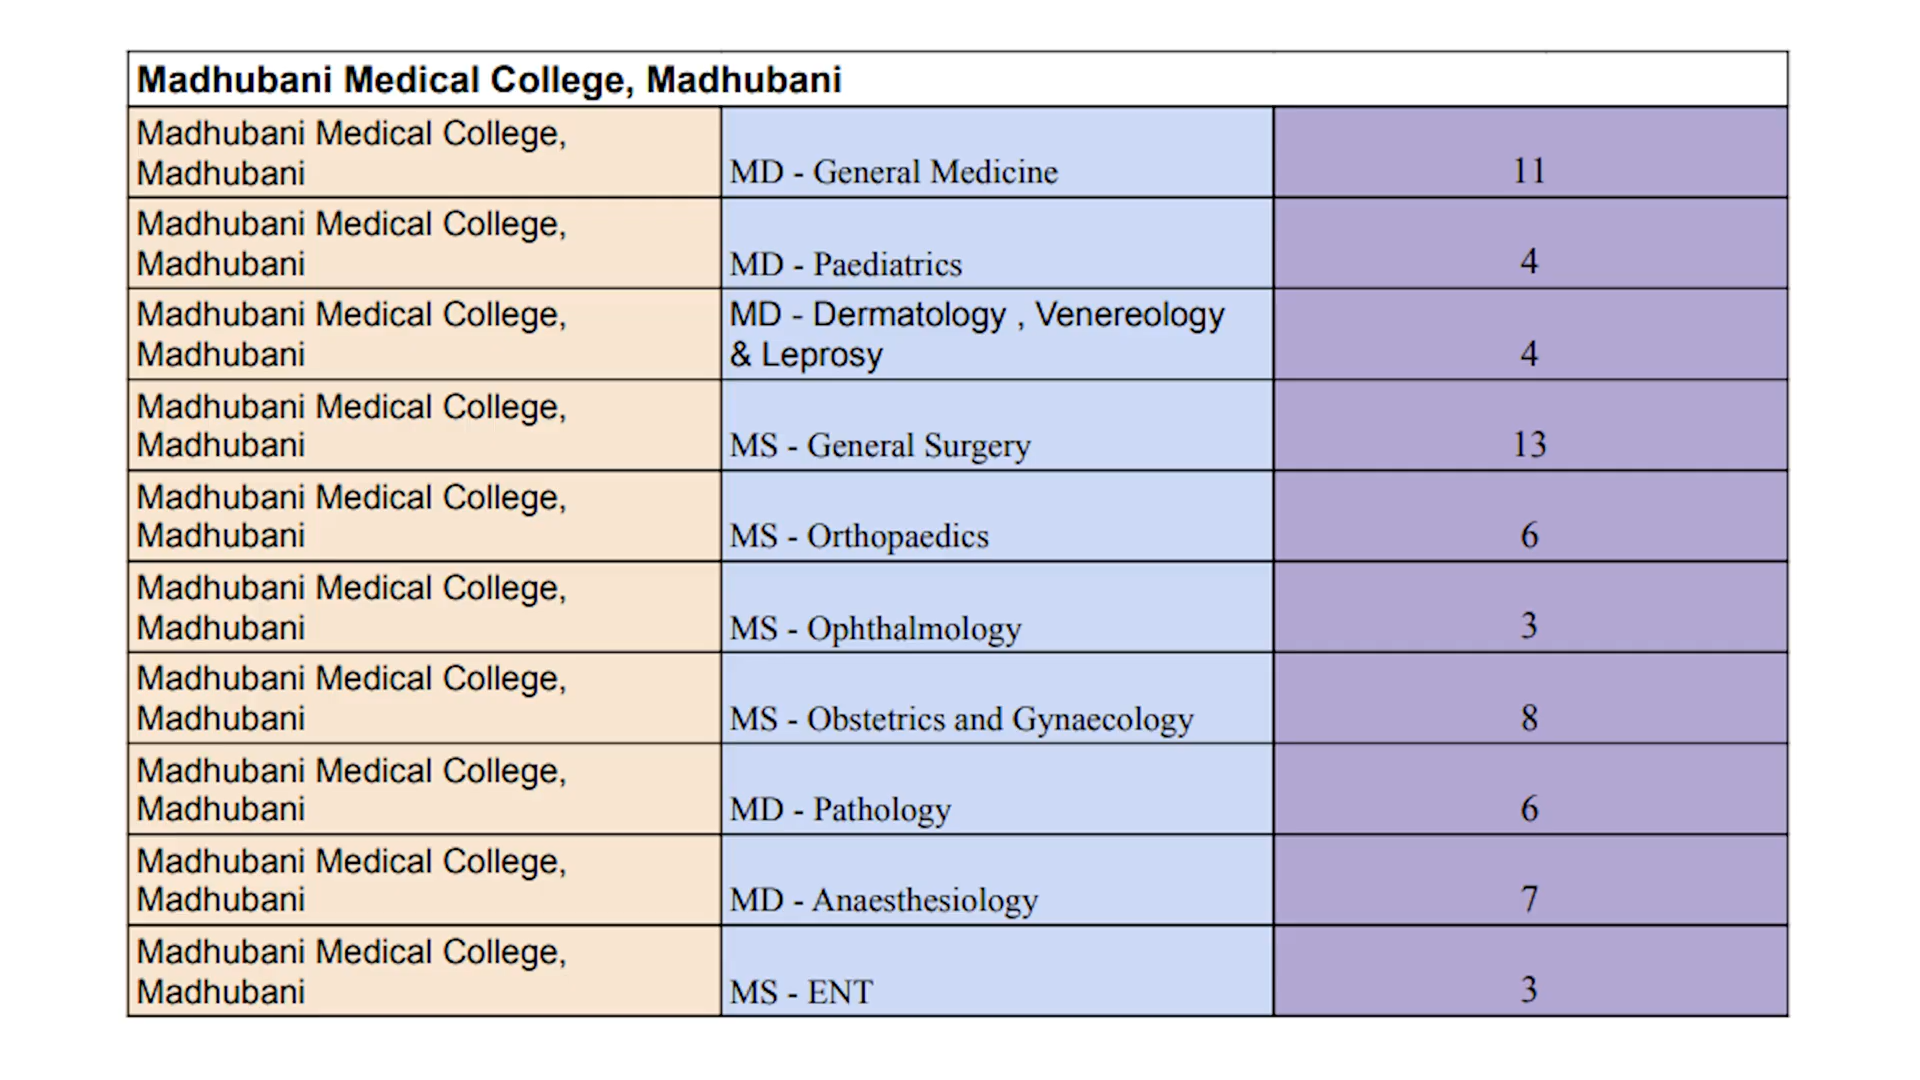 Madhubani Medical College, Madhubani
Madhubani Medical College,
Madhubani
MD - General Medicine
11
Madhubani Medical College,
Madhubani
MD - Paediatrics
4
Madhubani Medical College,
Madhubani
MD - Dermatology , Venereology
& Leprosy
4
Madhubani Medical College,
Madhubani
MS - General Surgery
13
Madhubani Medical College,
Madhubani
MS - Orthopaedics
6
Madhubani Medical College,
Madhubani
MS - Ophthalmology
3
Madhubani Medical College,
Madhubani
MS - Obstetrics and Gynaecology
8
Madhubani Medical College,
Madhubani
MD - Pathology
6
Madhubani Medical College,
Madhubani
MD - Anaesthesiology
7
Madhubani Medical College,
Madhubani
MS - ENT
3